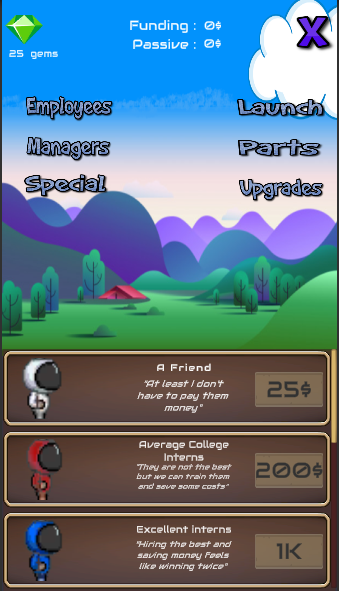 Funding : 0$
Passive : 0$
25 gems
X
Employees
Launch
Managers
Parts
Special
Upgrades
A Friend
"At least I don't
have to pay them
money"
25$
Average College
Interns
"They are not the best
but we can train them
and save some costs"
200$
Excellent interns
"Hiring the best and
saving money Feels
like winning twice"
1K